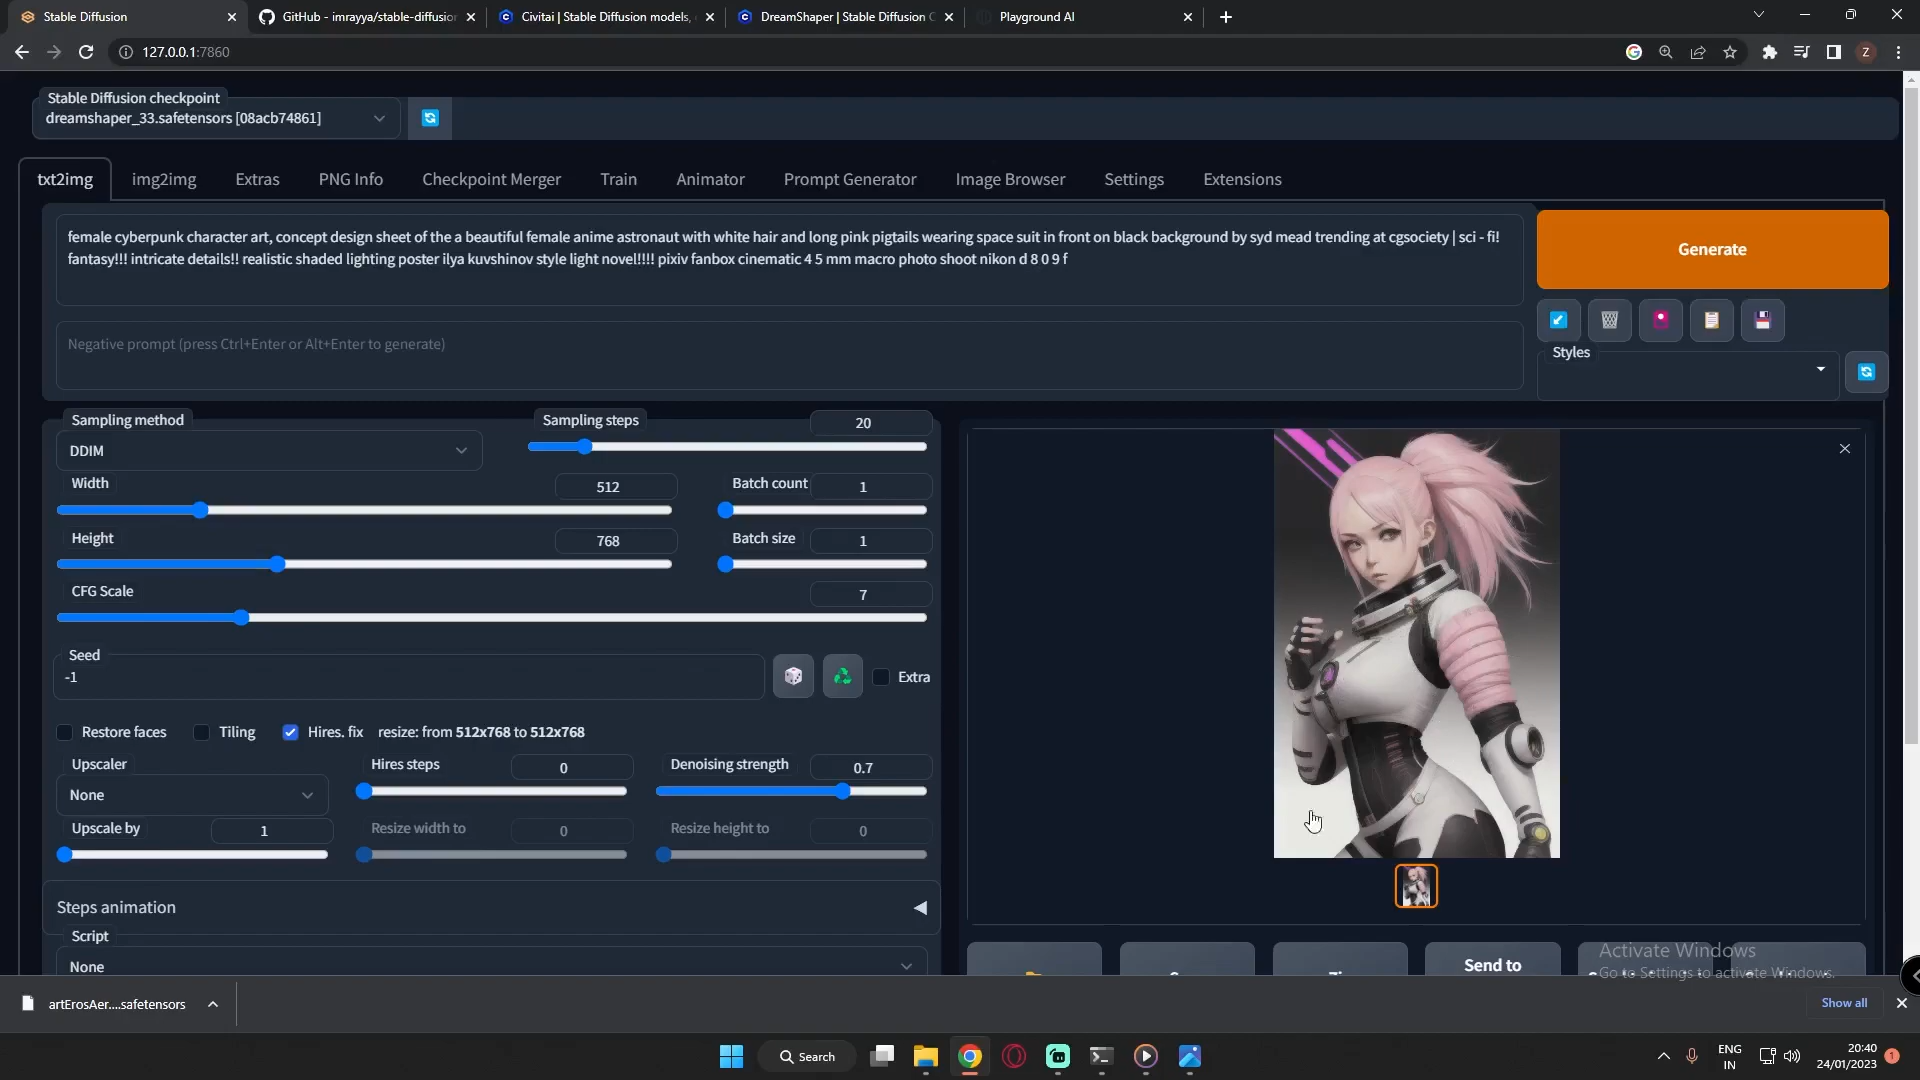 Stable Diffusion
GitHub - imrayya/stable-diffusion
Civitai | Stable Diffusion models,
DreamShaper | Stable Diffusion C
Playground AI
127.0.0.1:7860
Z
Stable Diffusion checkpoint
dreamshaper_33.safetensors [08acb74861]
txt2img
img2img
Extras
PNG Info
Checkpoint Merger
Train
Animator
Prompt Generator
Image Browser
Settings
Extensions
female cyberpunk character art, concept design sheet of the a beautiful female anime astronaut with white hair and long pink pigtails wearing space suit in front on black background by syd mead trending at cgsociety | sci - fi!
fantasy!!! intricate details!! realistic shaded lighting poster ilya kuvshinov style light novel!!!! pixiv fanbox cinematic 4 5 mm macro photo shoot nikon d 8 0 9 f
Generate
Negative prompt (press Ctrl+Enter or Alt+Enter to generate)
Styles
Sampling method
DDIM
Sampling steps
20
Width
512
Batch count
1
Height
768
Batch size
1
CFG Scale
7
Seed
-1
Extra
Restore faces
Tiling
Hires. fix
resize: from 512x768 to 512x768
Upscaler
None
Hires steps
0
Denoising strength
0.7
Upscale by
1
Resize width to
0
Resize height to
0
Steps animation
Script
None
Send to
Activate Windows
Go to Settings to activate Windows.
artErosAer....safetensors
Show all
Search
ENG
IN
20:40
24/01/2023
1